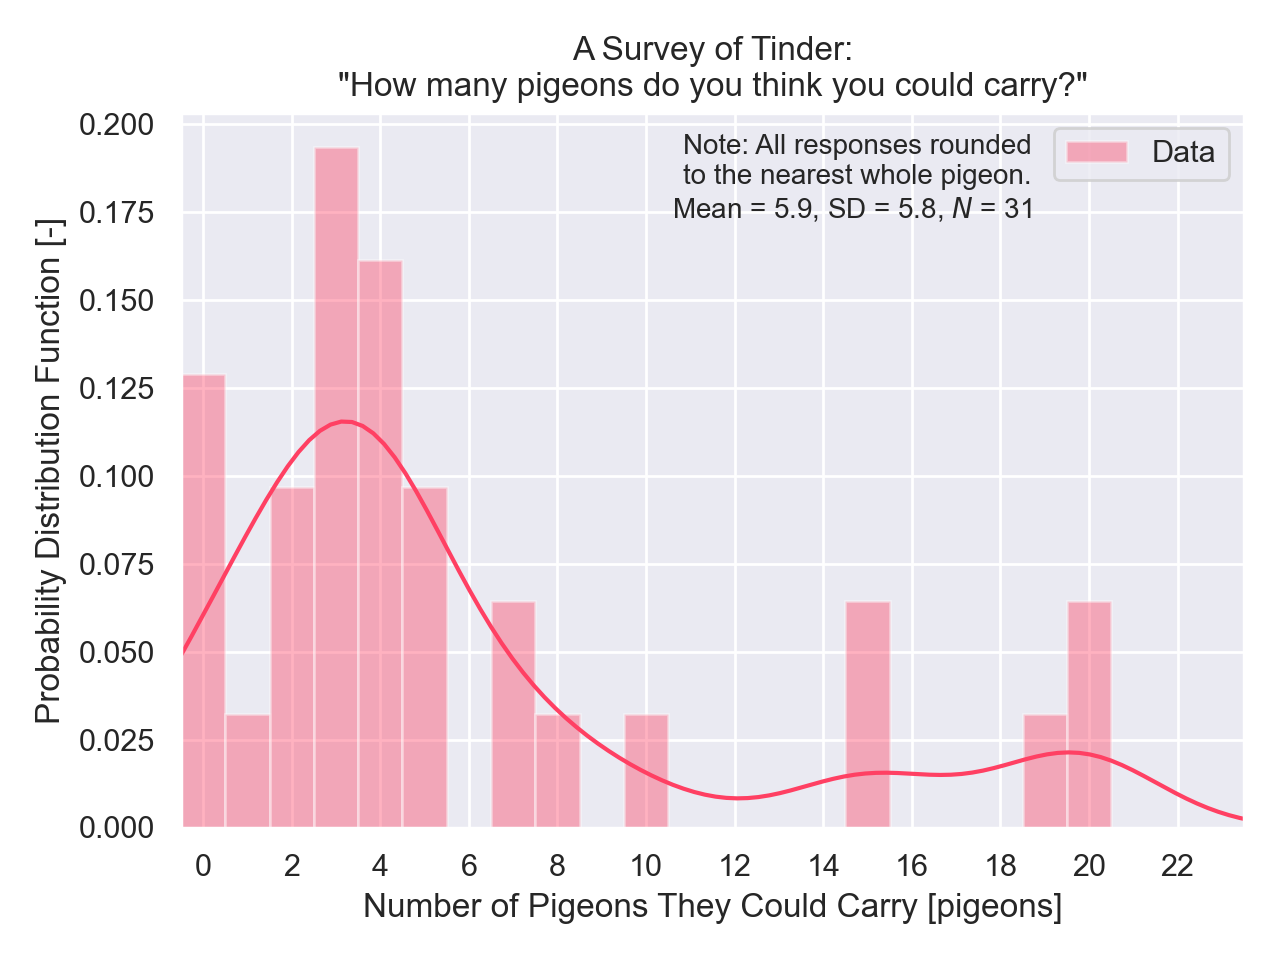 A Survey of Tinder:
"How many pigeons do you think you could carry?"
Note: All responses rounded
to the nearest whole pigeon.
Mean = 5.9, SD = 5.8, N = 31
Data
Probability Distribution Function [-]
0.200
0.175
0.150
0.125
0.100
0.075
0.050
0.025
0.000
0 2 4 6 8 10 12 14 16 18 20 22
Number of Pigeons They Could Carry [pigeons]